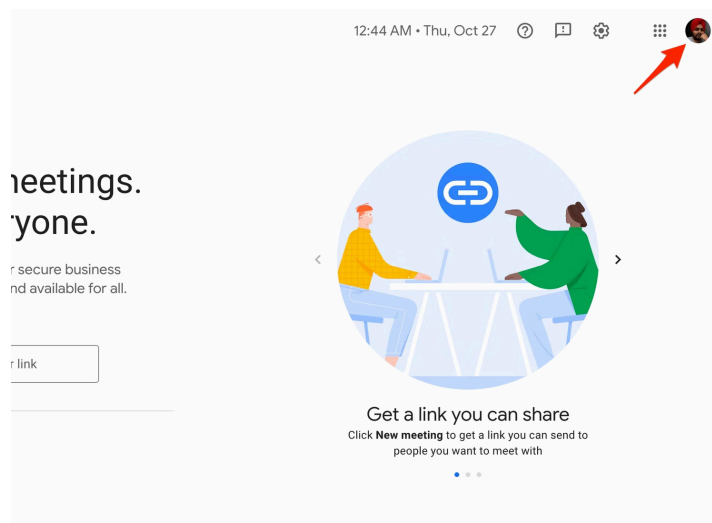 12:44 AM • Thu, Oct 27
neetings.
yone.
r secure business
nd available for all.
r link
Get a link you can share
Click New meeting to get a link you can send to
people you want to meet with